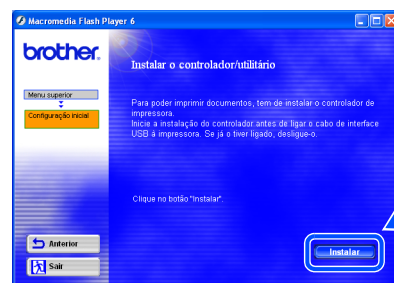 Macromedia Flash Player 6
brother.
Instalar o controlador/utilitário
Menu superior
Configuração inicial
Para poder imprimir documentos, tem de instalar o controlador de
impressora.
Inicie a instalação do controlador antes de ligar o cabo de interface
USB à impressora. Se já o tiver ligado, desligue-o.
Clique no botão "Instalar".
Anterior
Instalar
Sair